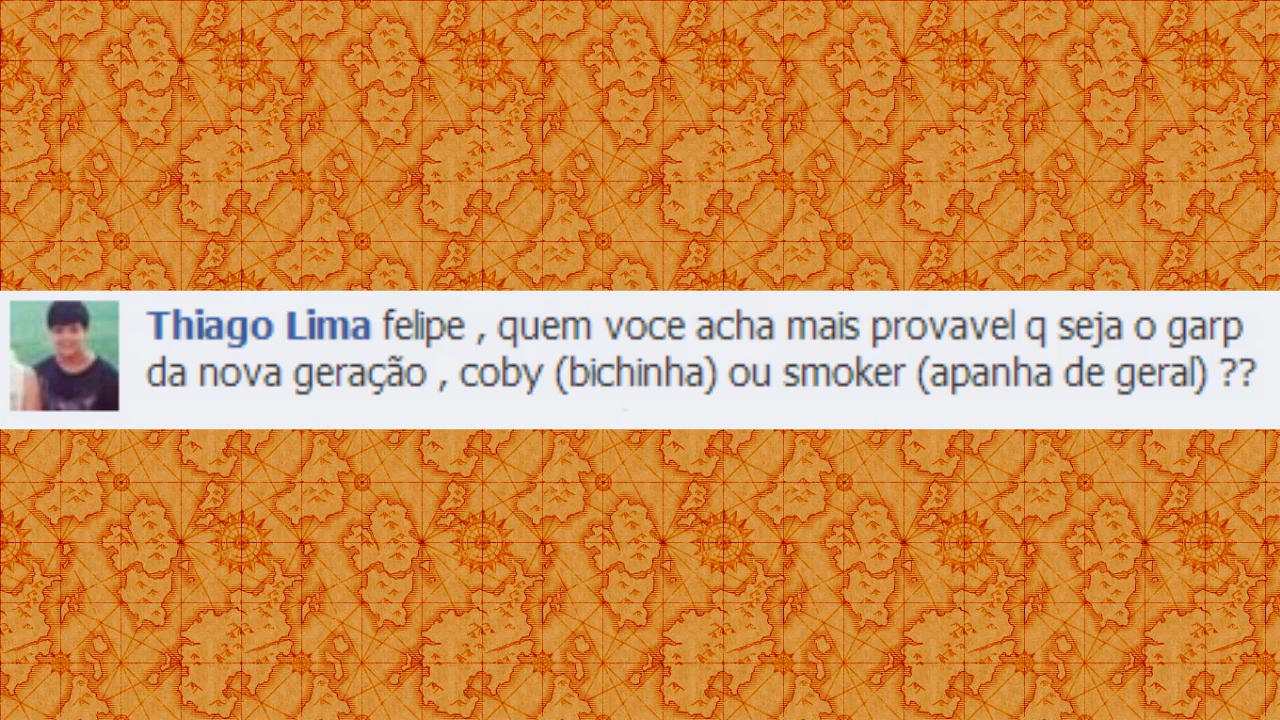 Thiago Lima felipe , quem voce acha mais provavel q seja o garp
da nova geração , coby (bichinha) ou smoker (apanha de geral) ??